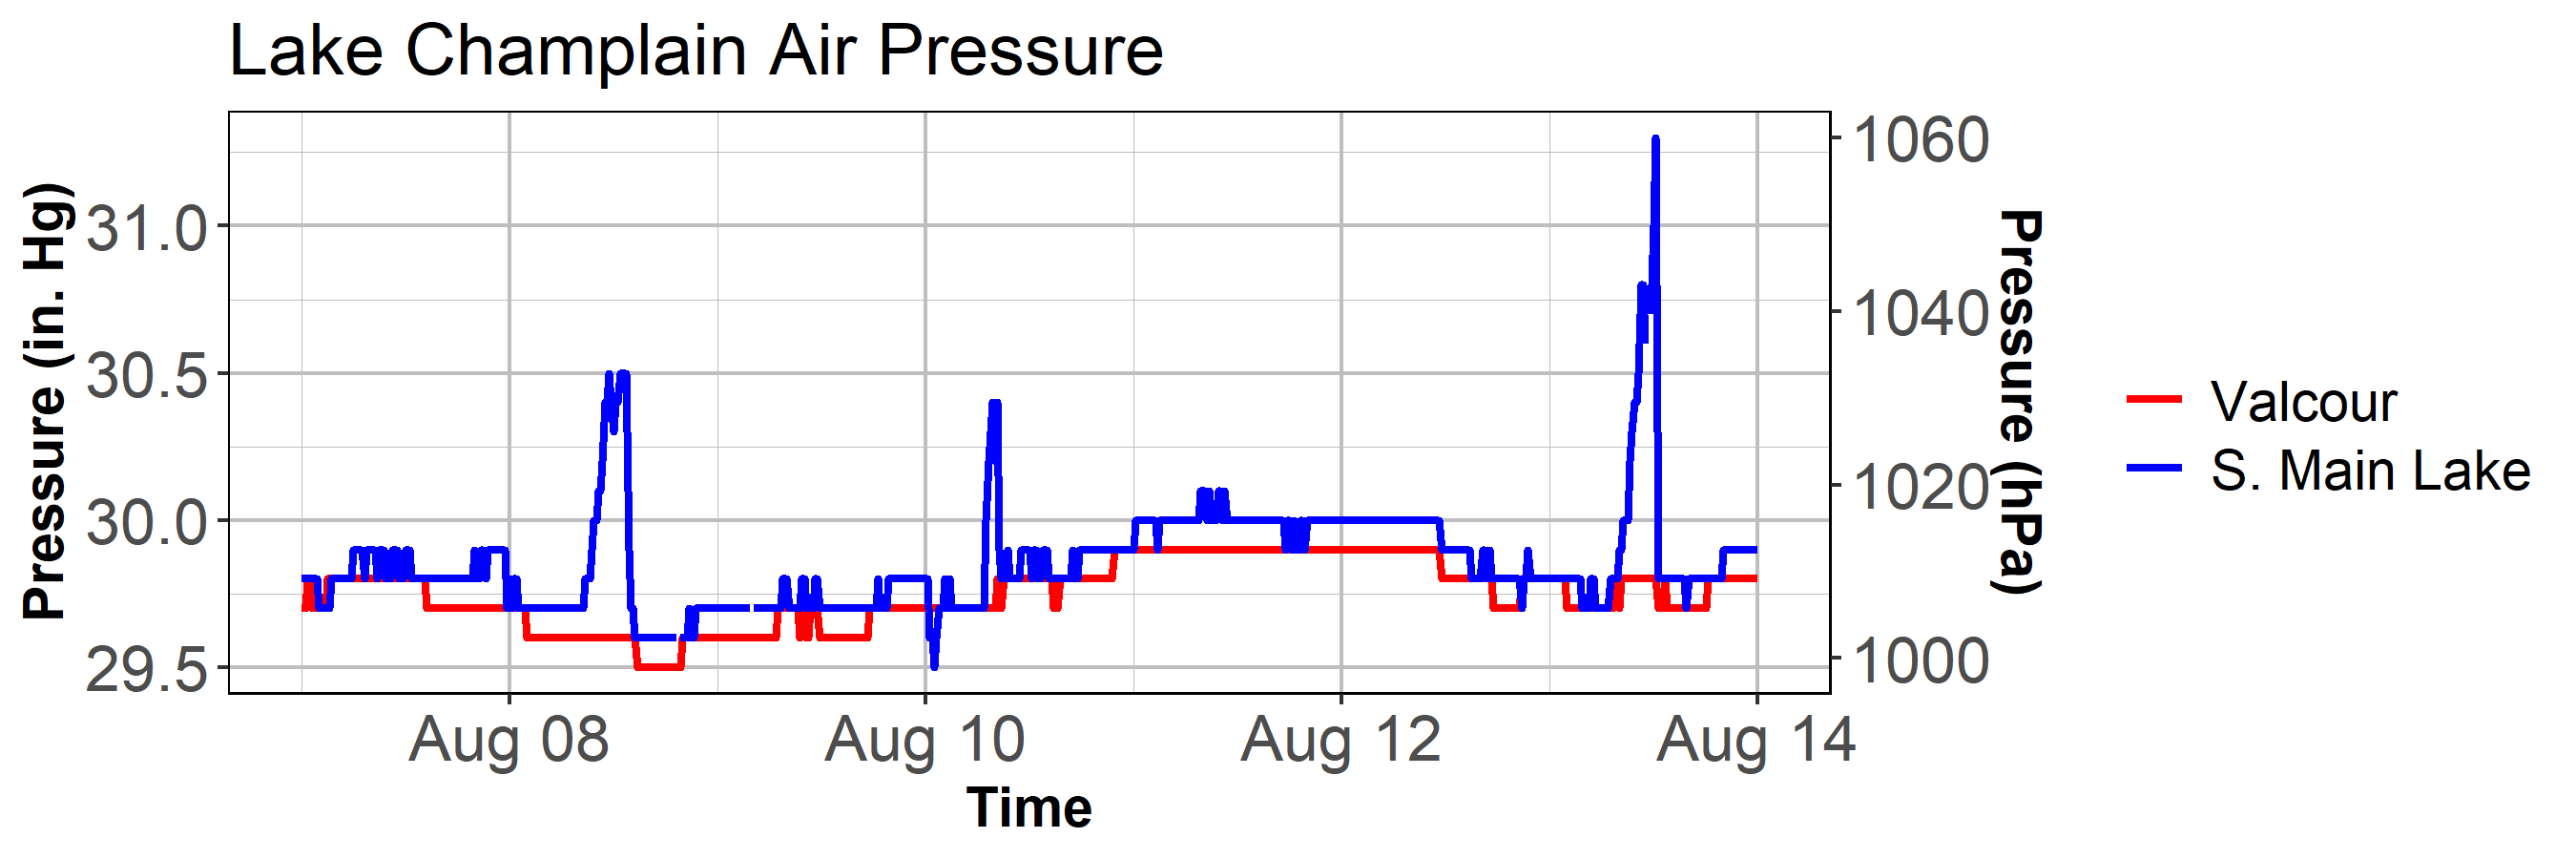 Lake Champlain Air Pressure
Pressure (in. Hg)
31.0
30.5
30.0
29.5
1060
1040
1020
1000
Pressure (hPa)
Aug 08
Aug 10
Aug 12
Aug 14
Time
Valcour
S. Main Lake